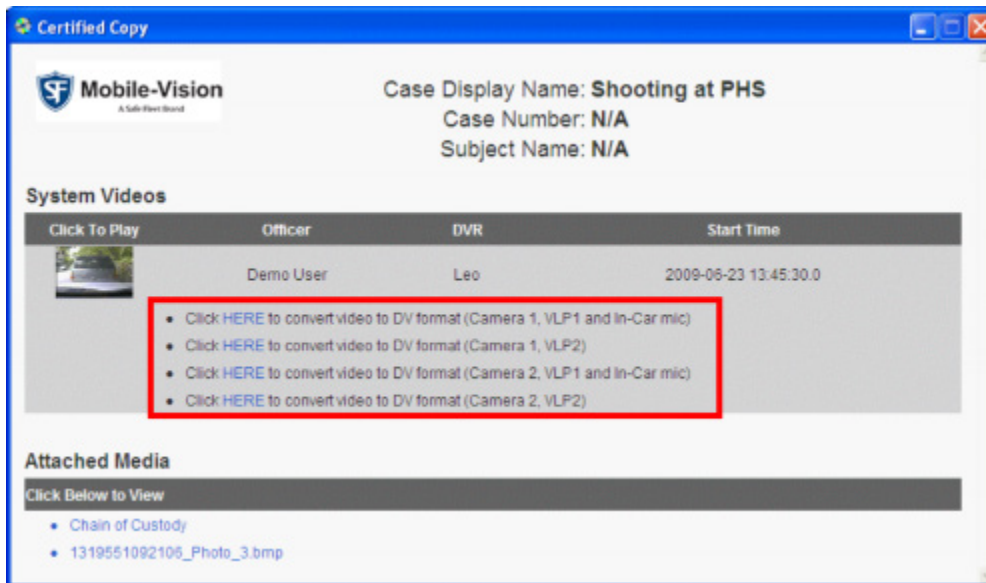 Certified Copy
SF Mobile-Vision
A Safe Fleet Brand
Case Display Name: Shooting at PHS
Case Number: N/A
Subject Name: N/A
System Videos
Click To Play Officer DVR Start Time
Demo User Leo 2009-06-23 13:45:30.0
• Click HERE to convert video to DV format (Camera 1, VLP1 and In-Car mic)
• Click HERE to convert video to DV format (Camera 1, VLP2)
• Click HERE to convert video to DV format (Camera 2, VLP1 and In-Car mic)
• Click HERE to convert video to DV format (Camera 2, VLP2)
Attached Media
Click Below to View
• Chain of Custody
• 1319551092106_Photo_3.bmp